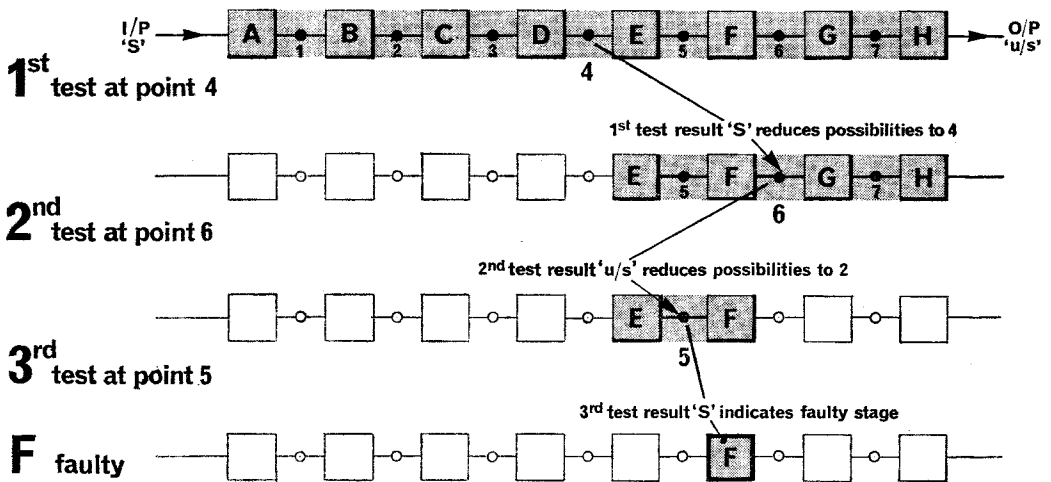 I/P
'S'
A 1 B 2 C 3 D E 5 F 6 G 7 H
O/P
'u/s'
4
1st
test at point 4
1st test result 'S' reduces possibilities to 4
E 5 F G 7 H
6
2nd
test at point 6
2nd test result 'u/s' reduces possibilities to 2
E F
5
3rd
test at point 5
3rd test result 'S' indicates faulty stage
F
F faulty